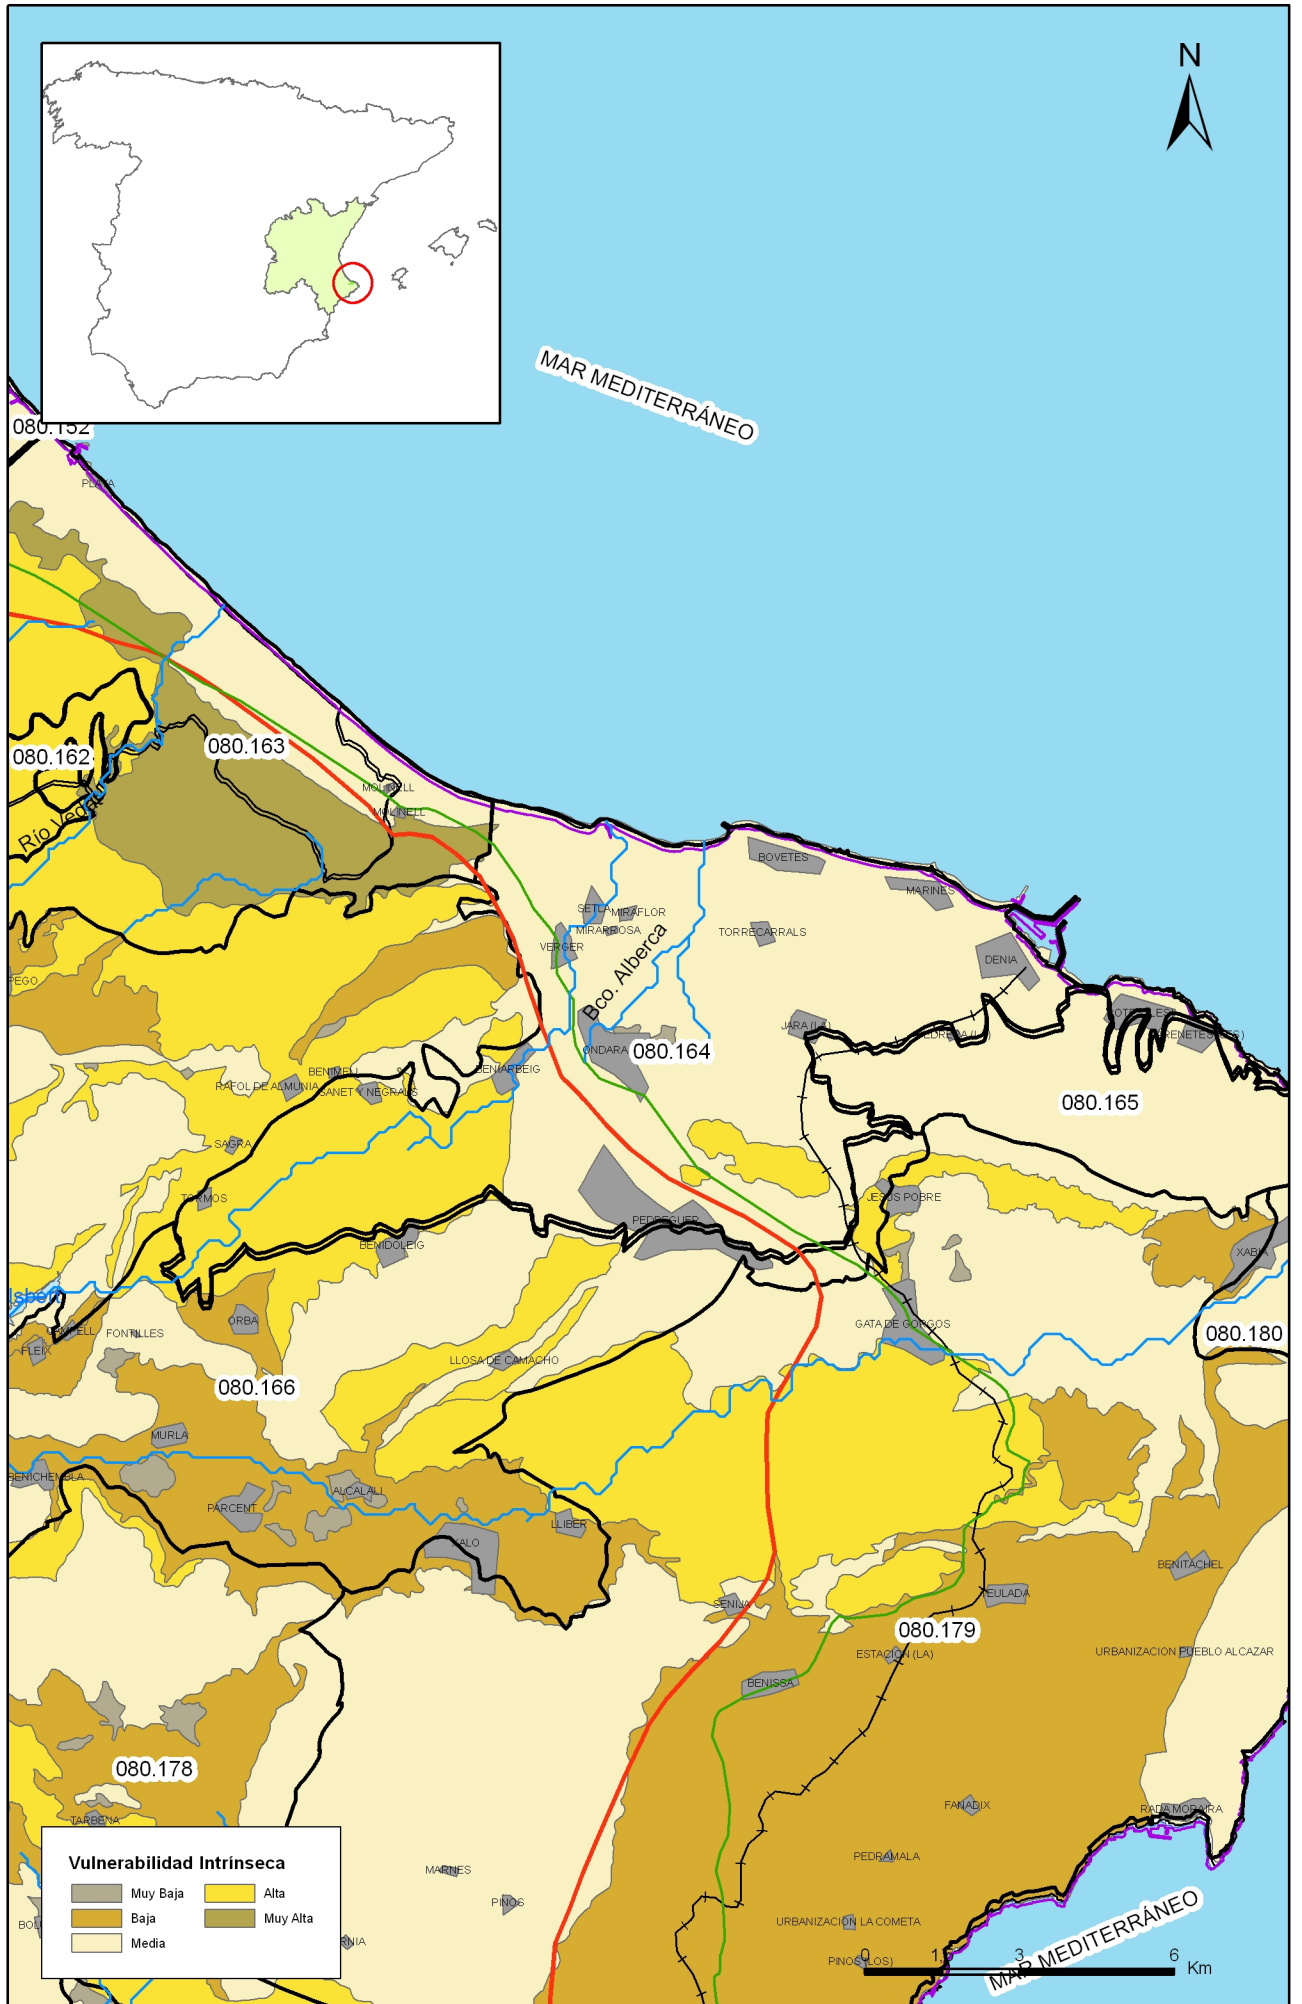 N
MAR MEDITERRÁNEO
080.152
PLAYA
080.162
080.163
Río Vedat
MOLINELL
MOLINELL
BOVETES
MARINES
SETLA
MIRAFLOR
MIRARROSA
VERGER
TORRECARRALS
DENIA
Bco. Alberca
PEGO
JARA (LA)
ONDARA
080.164
BENIARBEIG
BENIMELI
RAFOL DE ALMUNIA
SANET Y NEGRALS
080.165
SAGRA
TORMOS
JESUS POBRE
PEDREGUER
BENIDOLEIG
XABIA
ORBA
CAMPELL
FONTILLES
FLEIX
GATA DE GORGOS
080.180
LLOSA DE CAMACHO
080.166
MURLA
BENICHEMBLA
ALCALALI
PARCENT
LLIBER
XALO
BENITACHEL
SENIJA
TEULADA
080.179
ESTACION (LA)
URBANIZACION PUEBLO ALCAZAR
BENISSA
080.178
TARBENA
FANADIX
RADA MORAIRA
PEDRAMALA
MARNES
PINOS
URBANIZACION LA COMETA
PINOS (LOS)
MAR MEDITERRÁNEO
Vulnerabilidad Intrínseca
Muy Baja
Alta
Baja
Muy Alta
Media
0
3
6
Km